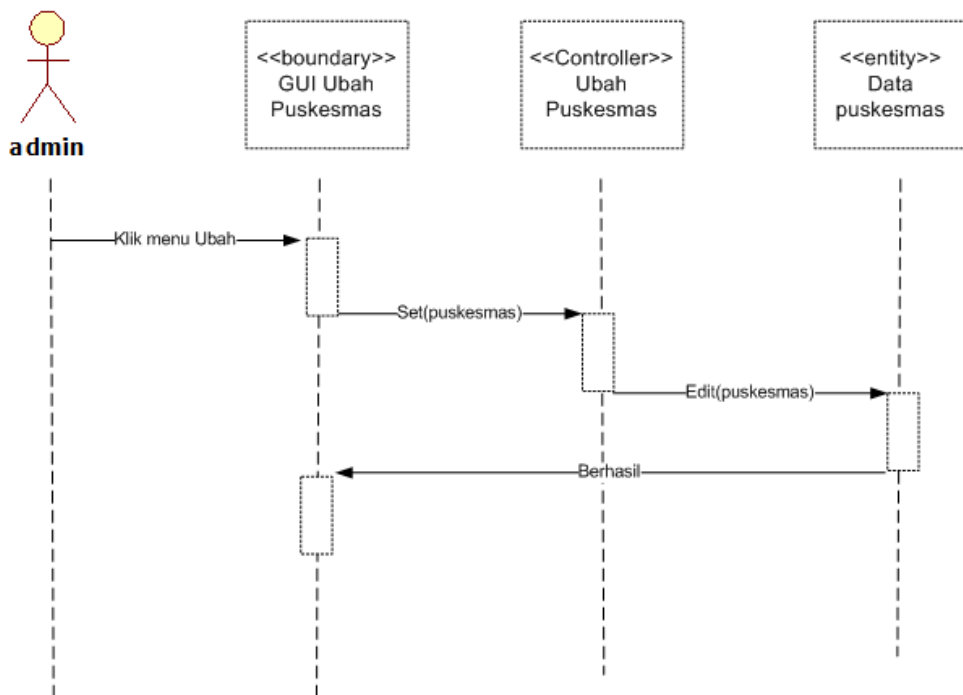 admin
<<boundary>>
GUI Ubah
Puskesmas
<<Controller>>
Ubah
Puskesmas
<<entity>>
Data
puskesmas
Klik menu Ubah
Set(puskesmas)
Edit(puskesmas)
Berhasil